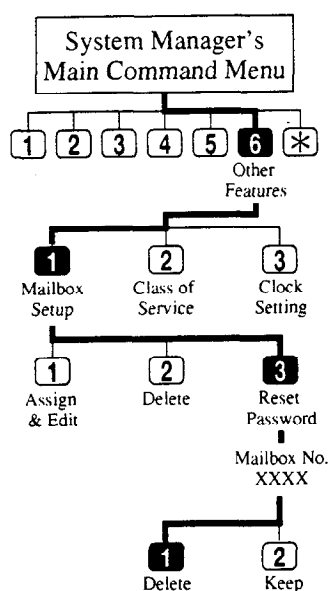 System Manager's
Main Command Menu
1 2 3 4 5 6 *
Other
Features
1 2 3
Mailbox Class of Clock
Setup Service Setting
1 2 3
Assign Delete Reset
& Edit Password
Mailbox No.
XXXX
1 2
Delete Keep